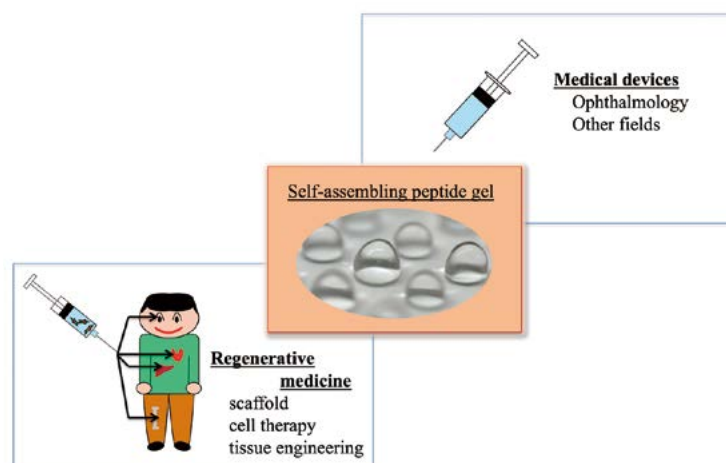 Medical devices
Ophthalmology
Other fields
Self-assembling peptide gel
Regenerative
medicine
scaffold
cell therapy
tissue engineering